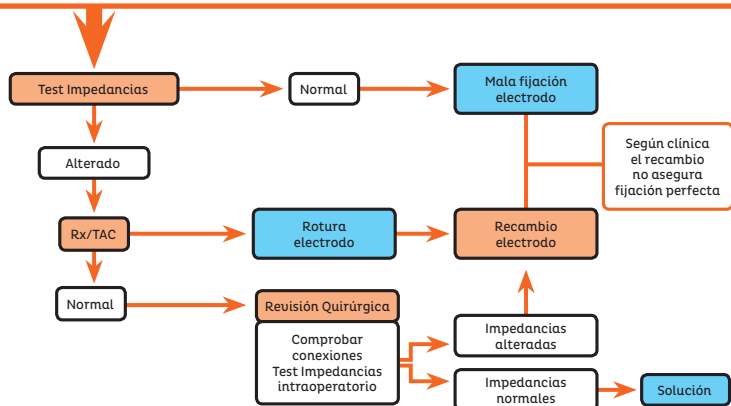 Test Impedancias
Normal
Mala fijación
electrodo
Según clínica
el recambio
no asegura
fijación perfecta
Alterado
Rx/TAC
Rotura
electrodo
Recambio
electrodo
Normal
Revisión Quirúrgica
Comprobar
conexiones
Test Impedancias
intraoperatorio
Impedancias
alteradas
Impedancias
normales
Solución